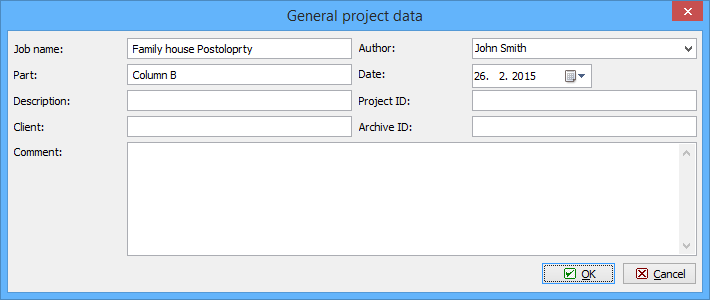 General project data
Job name: Family house Postoloprty Author: John Smith
Part: Column B Date: 26. 2. 2015
Description: Project ID:
Client: Archive ID:
Comment:
OK Cancel